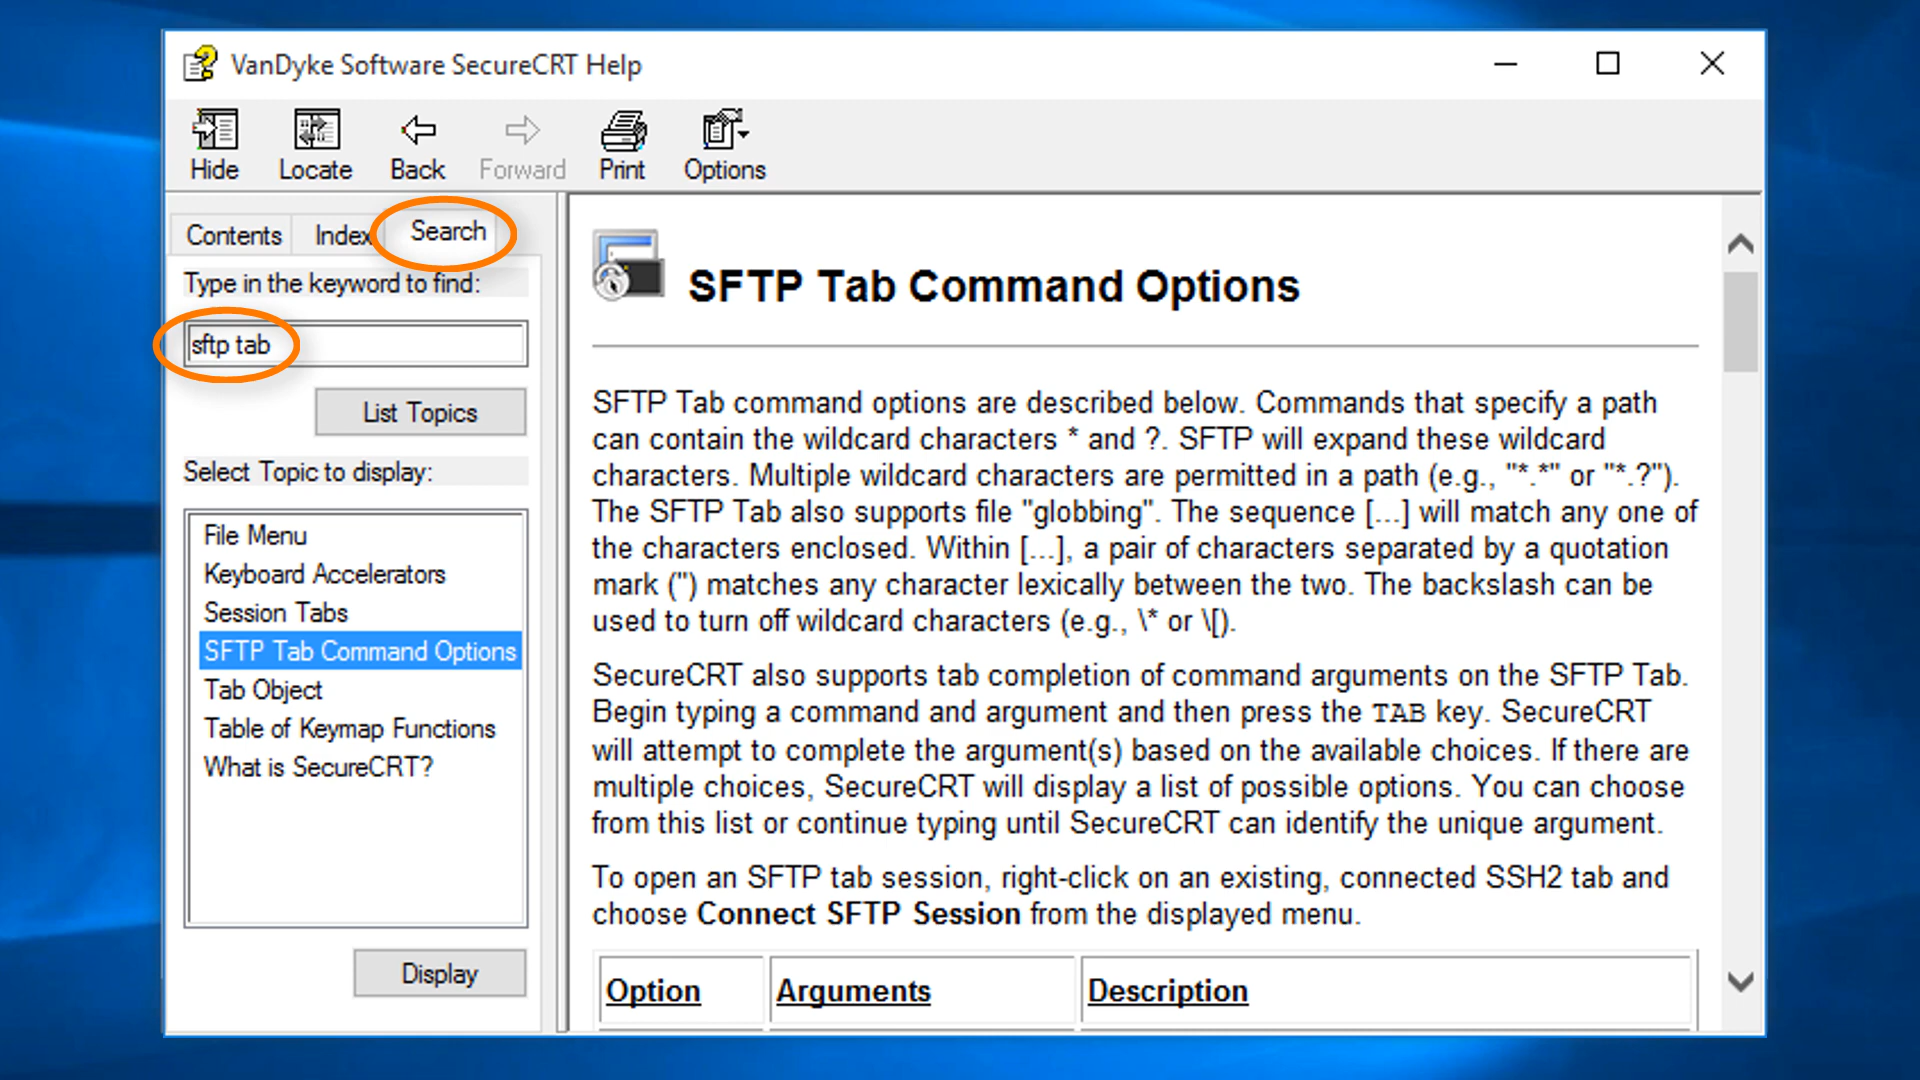 VanDyke Software SecureCRT Help
Hide Locate Back Forward Print Options
Contents Index Search
Type in the keyword to find:
sftp tab
List Topics
Select Topic to display:
File Menu
Keyboard Accelerators
Session Tabs
SFTP Tab Command Options
Tab Object
Table of Keymap Functions
What is SecureCRT?
Display
SFTP Tab Command Options
SFTP Tab command options are described below. Commands that specify a path
can contain the wildcard characters * and ?. SFTP will expand these wildcard
characters. Multiple wildcard characters are permitted in a path (e.g., "*.*" or "*.?").
The SFTP Tab also supports file "globbing". The sequence [...] will match any one of
the characters enclosed. Within [...], a pair of characters separated by a quotation
mark (") matches any character lexically between the two. The backslash can be
used to turn off wildcard characters (e.g., \* or \[).
SecureCRT also supports tab completion of command arguments on the SFTP Tab.
Begin typing a command and argument and then press the TAB key. SecureCRT
will attempt to complete the argument(s) based on the available choices. If there are
multiple choices, SecureCRT will display a list of possible options. You can choose
from this list or continue typing until SecureCRT can identify the unique argument.
To open an SFTP tab session, right-click on an existing, connected SSH2 tab and
choose Connect SFTP Session from the displayed menu.
Option Arguments Description